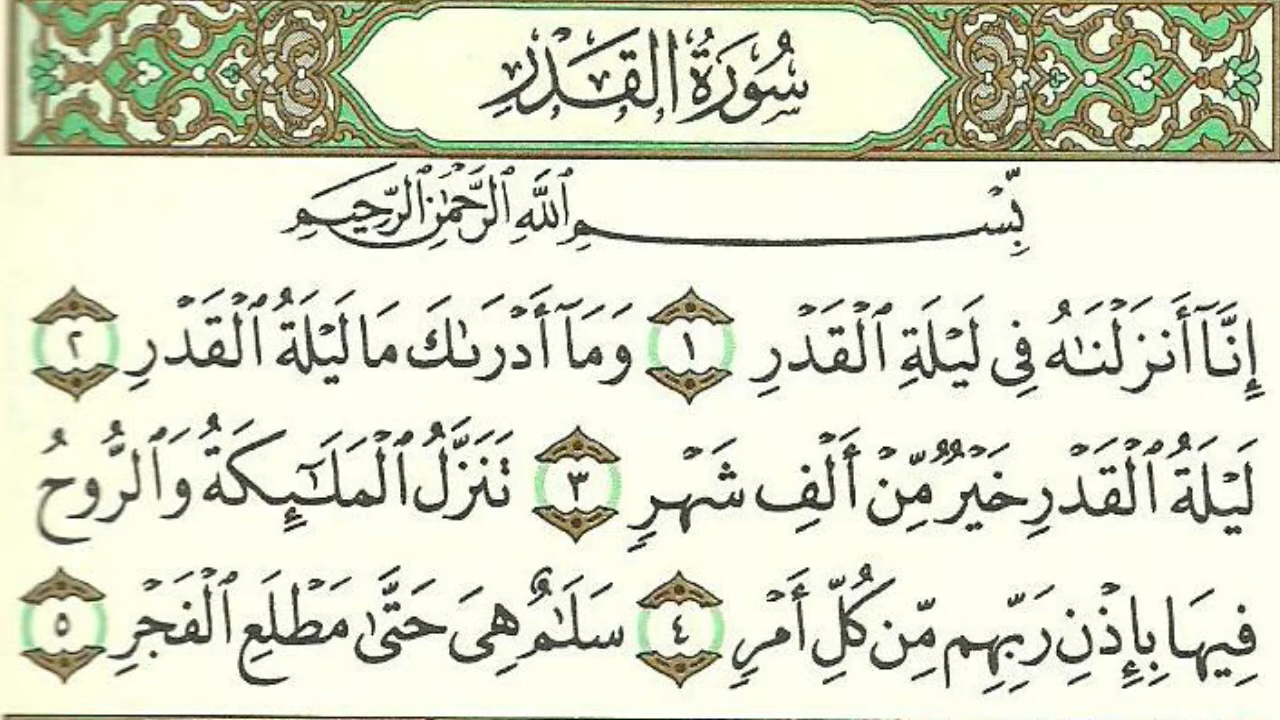 سُورَةُ القَدْرِ
بِّسْمِ ٱللَّهِ ٱلرَّحْمَٰنِ ٱلرَّحِيمِ
إِنَّآ أَنزَلْنَٰهُ فِى لَيْلَةِ ٱلْقَدْرِ ١ وَمَآ أَدْرَىٰكَ مَا لَيْلَةُ ٱلْقَدْرِ ٢
لَيْلَةُ ٱلْقَدْرِ خَيْرٌ مِّنْ أَلْفِ شَهْرٍ ٣ تَنَزَّلُ ٱلْمَلَٰٓئِكَةُ وَٱلرُّوحُ
فِيهَا بِإِذْنِ رَبِّهِم مِّن كُلِّ أَمْرٍ ٤ سَلَٰمٌ هِىَ حَتَّىٰ مَطْلَعِ ٱلْفَجْرِ ٥